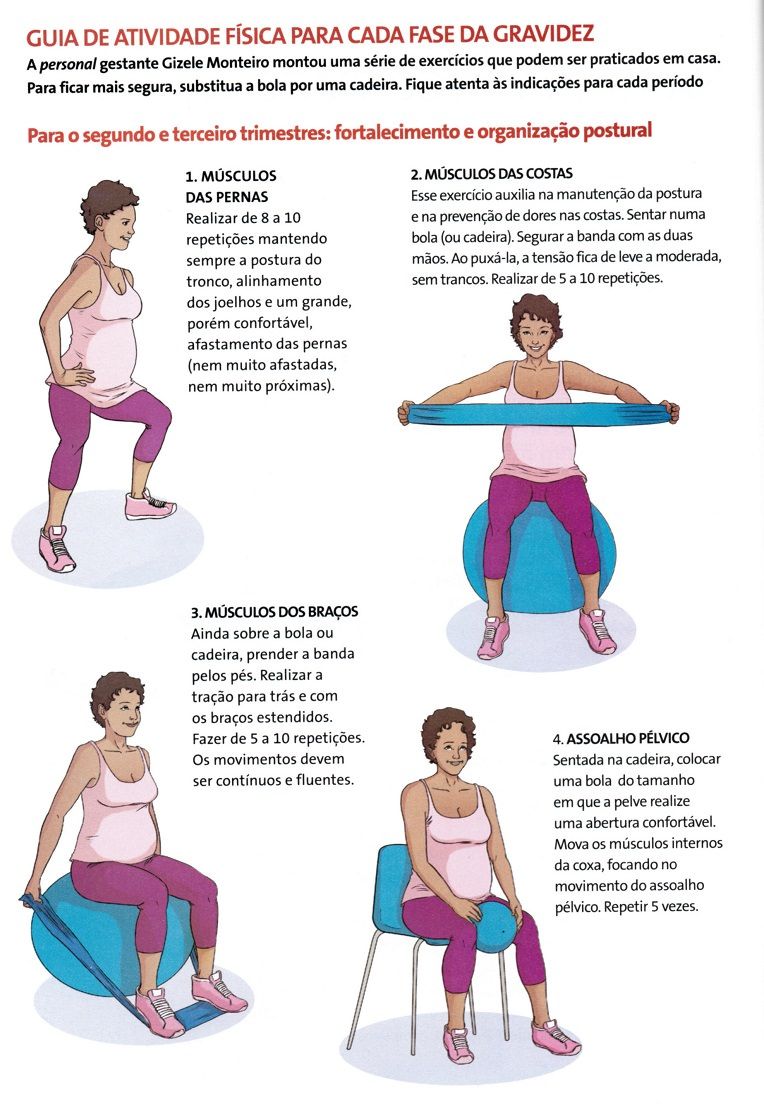 GUIA DE ATIVIDADE FÍSICA PARA CADA FASE DA GRAVIDEZ
A personal gestante Gizele Monteiro montou uma série de exercícios que podem ser praticados em casa.
Para ficar mais segura, substitua a bola por uma cadeira. Fique atenta às indicações para cada período
Para o segundo e terceiro trimestres: fortalecimento e organização postural
1. MÚSCULOS
DAS PERNAS
Realizar de 8 a 10
repetições mantendo
sempre a postura do
tronco, alinhamento
dos joelhos e um grande,
porém confortável,
afastamento das pernas
(nem muito afastadas,
nem muito próximas).
2. MÚSCULOS DAS COSTAS
Esse exercício auxilia na manutenção da postura
e na prevenção de dores nas costas. Sentar numa
bola (ou cadeira). Segurar a banda com as duas
mãos. Ao puxá-la, a tensão fica de leve a moderada,
sem trancos. Realizar de 5 a 10 repetições.
3. MÚSCULOS DOS BRAÇOS
Ainda sobre a bola ou
cadeira, prender a banda
pelos pés. Realizar a
tração para trás e com
os braços estendidos.
Fazer de 5 a 10 repetições.
Os movimentos devem
ser contínuos e fluentes.
4. ASSOALHO PÉLVICO
Sentada na cadeira, colocar
uma bola do tamanho
em que a pelve realize
uma abertura confortável.
Mova os músculos internos
da coxa, focando no
movimento do assoalho
pélvico. Repetir 5 vezes.